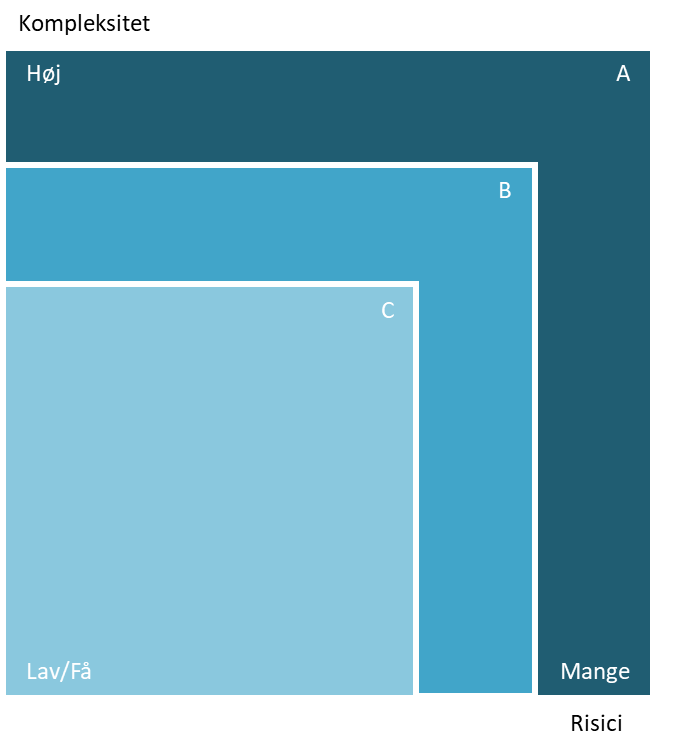 Kompleksitet
Høj
A
B
C
Lav/Få
Mange
Risici